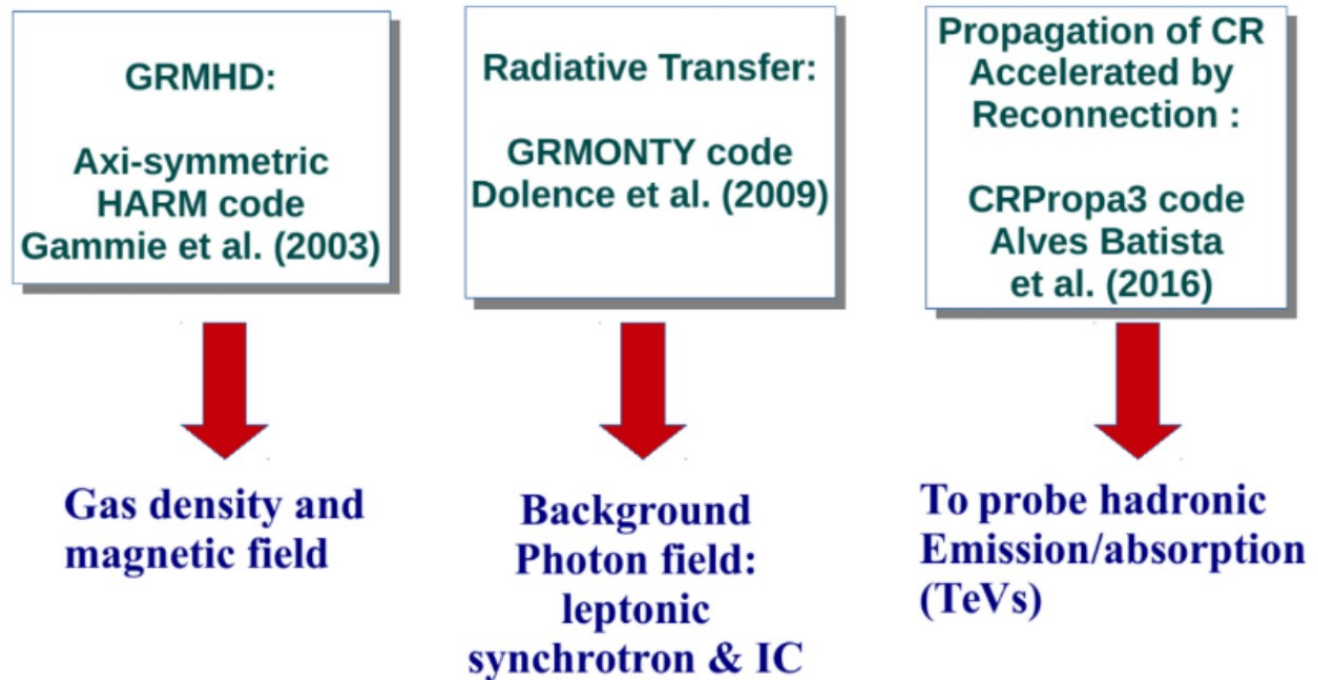 GRMHD:
Axi-symmetric
HARM code
Gammie et al. (2003)
Gas density and
magnetic field
Radiative Transfer:
GRMONTY code
Dolence et al. (2009)
Background
Photon field:
leptonic
synchrotron & IC
Propagation of CR
Accelerated by
Reconnection :
CRPropa3 code
Alves Batista
et al. (2016)
To probe hadronic
Emission/absorption
(TeVs)